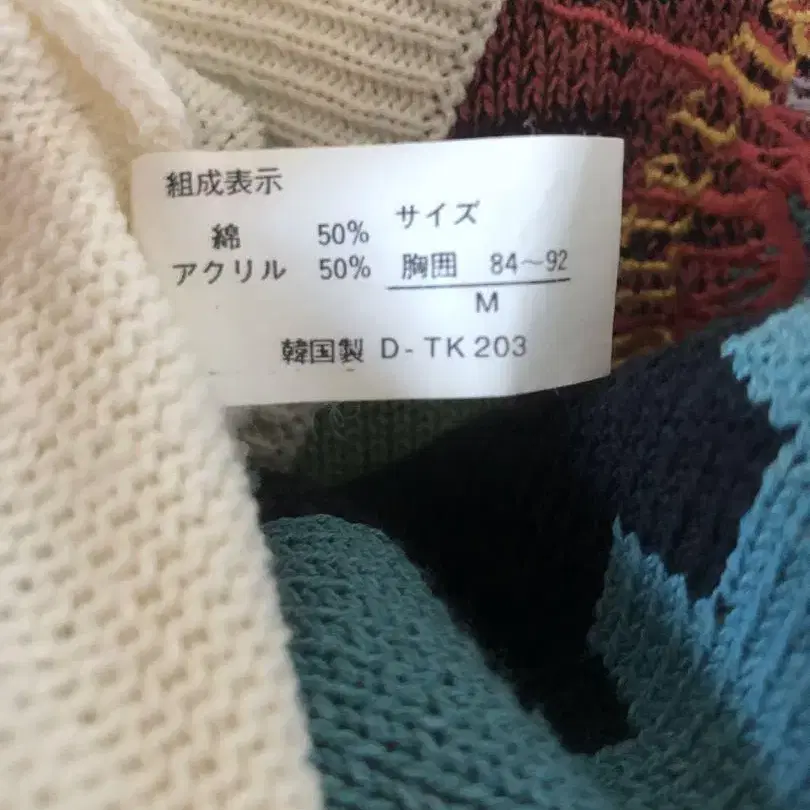 組成表示
綿 50%
アクリル 50%
サイズ
胸囲 84〜92
M
韓国製 D-TK203